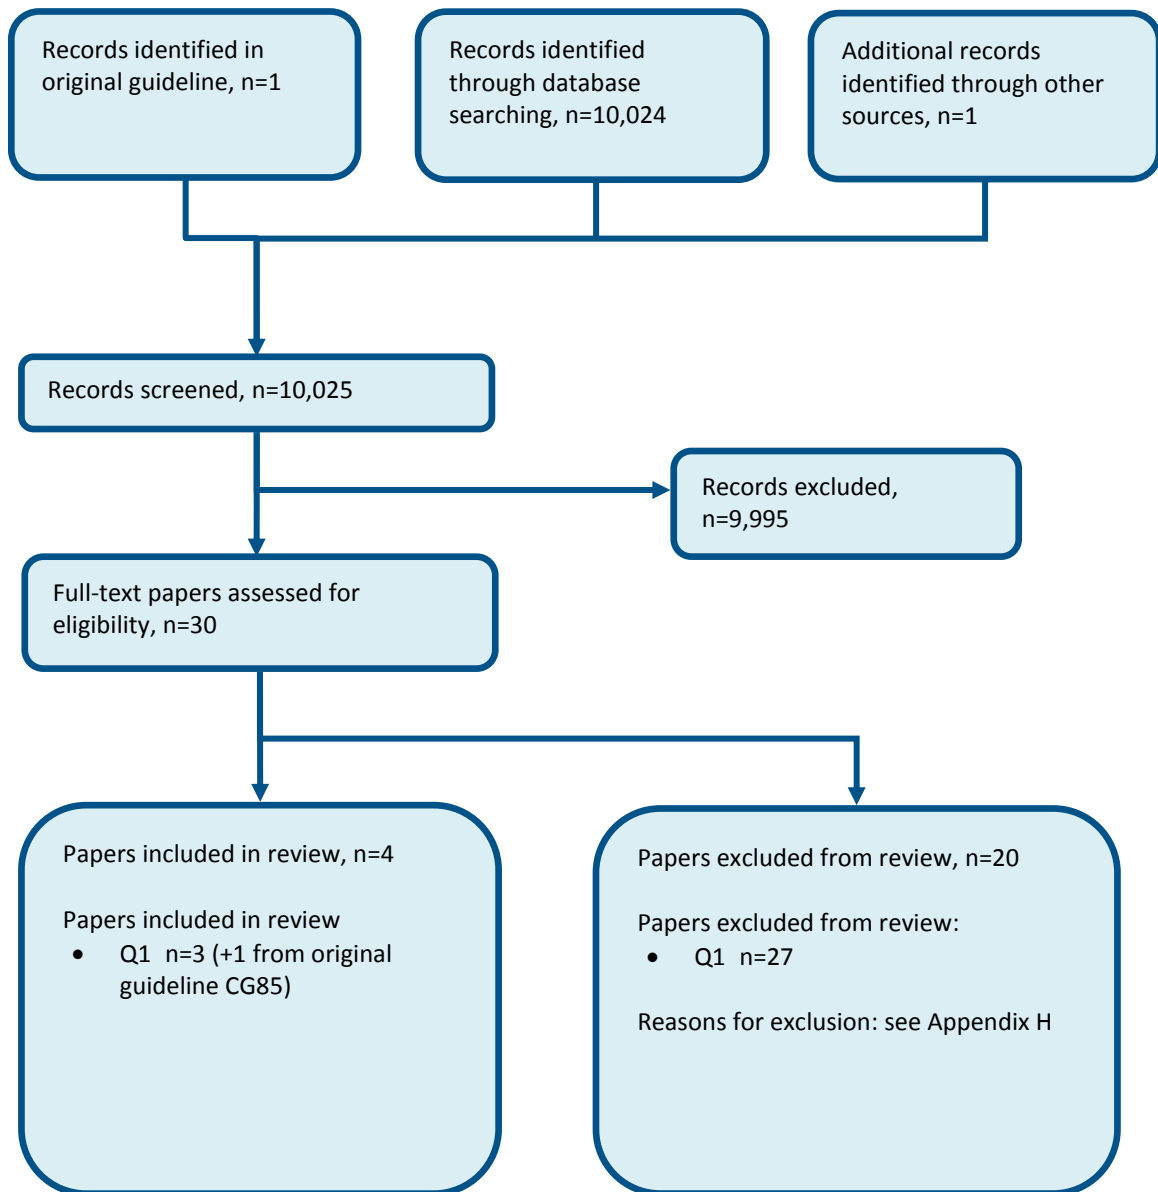 Records identified in
original guideline, n=1
Records identified
through database
searching, n=10,024
Additional records
identified through other
sources, n=1
Records screened, n=10,025
Records excluded,
n=9,995
Full-text papers assessed for
eligibility, n=30
Papers included in review, n=4
Papers included in review
• Q1 n=3 (+1 from original
guideline CG85)
Papers excluded from review, n=20
Papers excluded from review:
• Q1 n=27
Reasons for exclusion: see Appendix H